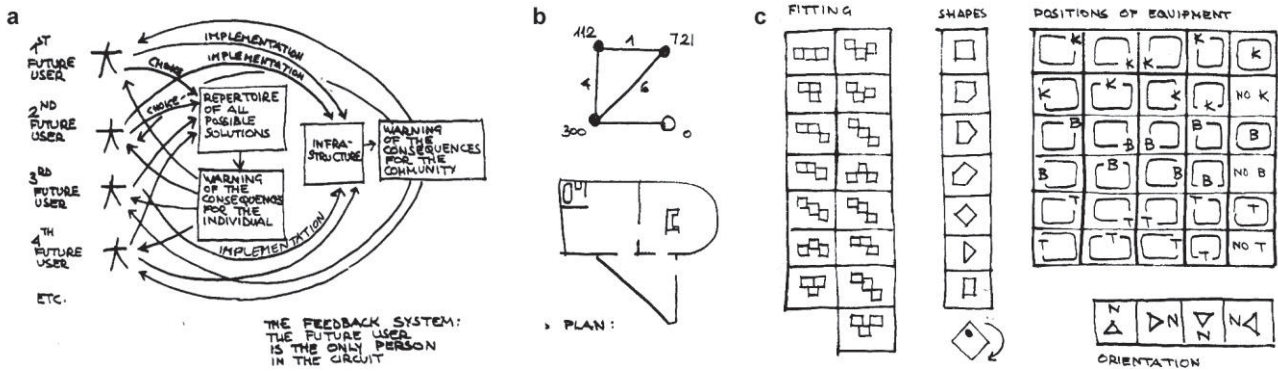 a
1ST
FUTURE
USER
2ND
FUTURE
USER
3RD
FUTURE
USER
4TH
FUTURE
USER
ETC.
IMPLEMENTATION
IMPLEMENTATION
CHOICE
CHOICE
REPERTOIRE
OF ALL
POSSIBLE
SOLUTIONS
WARNING
OF THE
CONSEQUENCES
FOR THE
INDIVIDUAL
INFRA-
STRUCTURE
WARNING
OF THE
CONSEQUENCES
FOR THE
COMMUNITY
IMPLEMENTATION
THE FEEDBACK SYSTEM:
THE FUTURE USER
IS THE ONLY PERSON
IN THE CIRCUIT
b
112
1
721
4
6
300
0
PLAN:
c
FITTING
SHAPES
POSITIONS OF EQUIPMENT
K K K K K
K K K K NO K
B B B B B
B B B B NO B
T T T T T
T T T T NO T
N N N N
ORIENTATION